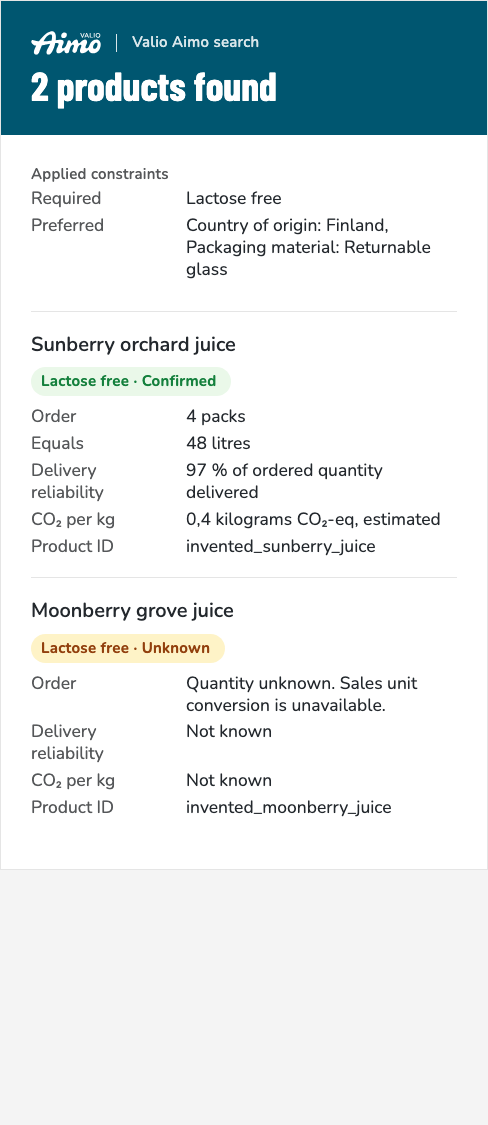 Aimo VALIO
Valio Aimo search
2 products found
Applied constraints
Required Lactose free
Preferred Country of origin: Finland,
Packaging material: Returnable
glass
Sunberry orchard juice
Lactose free · Confirmed
Order 4 packs
Equals 48 litres
Delivery 97 % of ordered quantity
reliability delivered
CO₂ per kg 0,4 kilograms CO₂-eq, estimated
Product ID invented_sunberry_juice
Moonberry grove juice
Lactose free · Unknown
Order Quantity unknown. Sales unit
conversion is unavailable.
Delivery Not known
reliability
CO₂ per kg Not known
Product ID invented_moonberry_juice